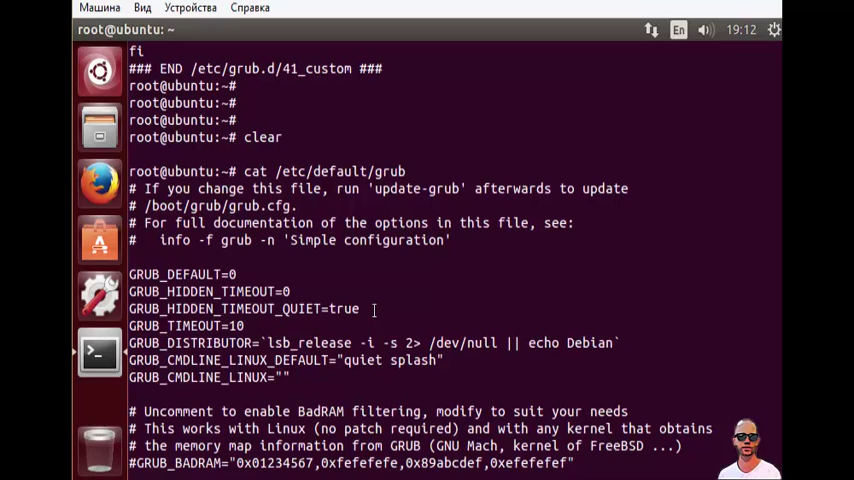 Машина Вид Устройства Справка
root@ubuntu: ~ En 19:12
fi
### END /etc/grub.d/41_custom ###
root@ubuntu:~#
root@ubuntu:~#
root@ubuntu:~#
root@ubuntu:~# clear
root@ubuntu:~# cat /etc/default/grub
# If you change this file, run 'update-grub' afterwards to update
# /boot/grub/grub.cfg.
# For full documentation of the options in this file, see:
#   info -f grub -n 'Simple configuration'
GRUB_DEFAULT=0
GRUB_HIDDEN_TIMEOUT=0
GRUB_HIDDEN_TIMEOUT_QUIET=true
GRUB_TIMEOUT=10
GRUB_DISTRIBUTOR=`lsb_release -i -s 2> /dev/null || echo Debian`
GRUB_CMDLINE_LINUX_DEFAULT="quiet splash"
GRUB_CMDLINE_LINUX=""
# Uncomment to enable BadRAM filtering, modify to suit your needs
# This works with Linux (no patch required) and with any kernel that obtains
# the memory map information from GRUB (GNU Mach, kernel of FreeBSD ...)
#GRUB_BADRAM="0x01234567,0xfefefefe,0x89abcdef,0xefefefef"